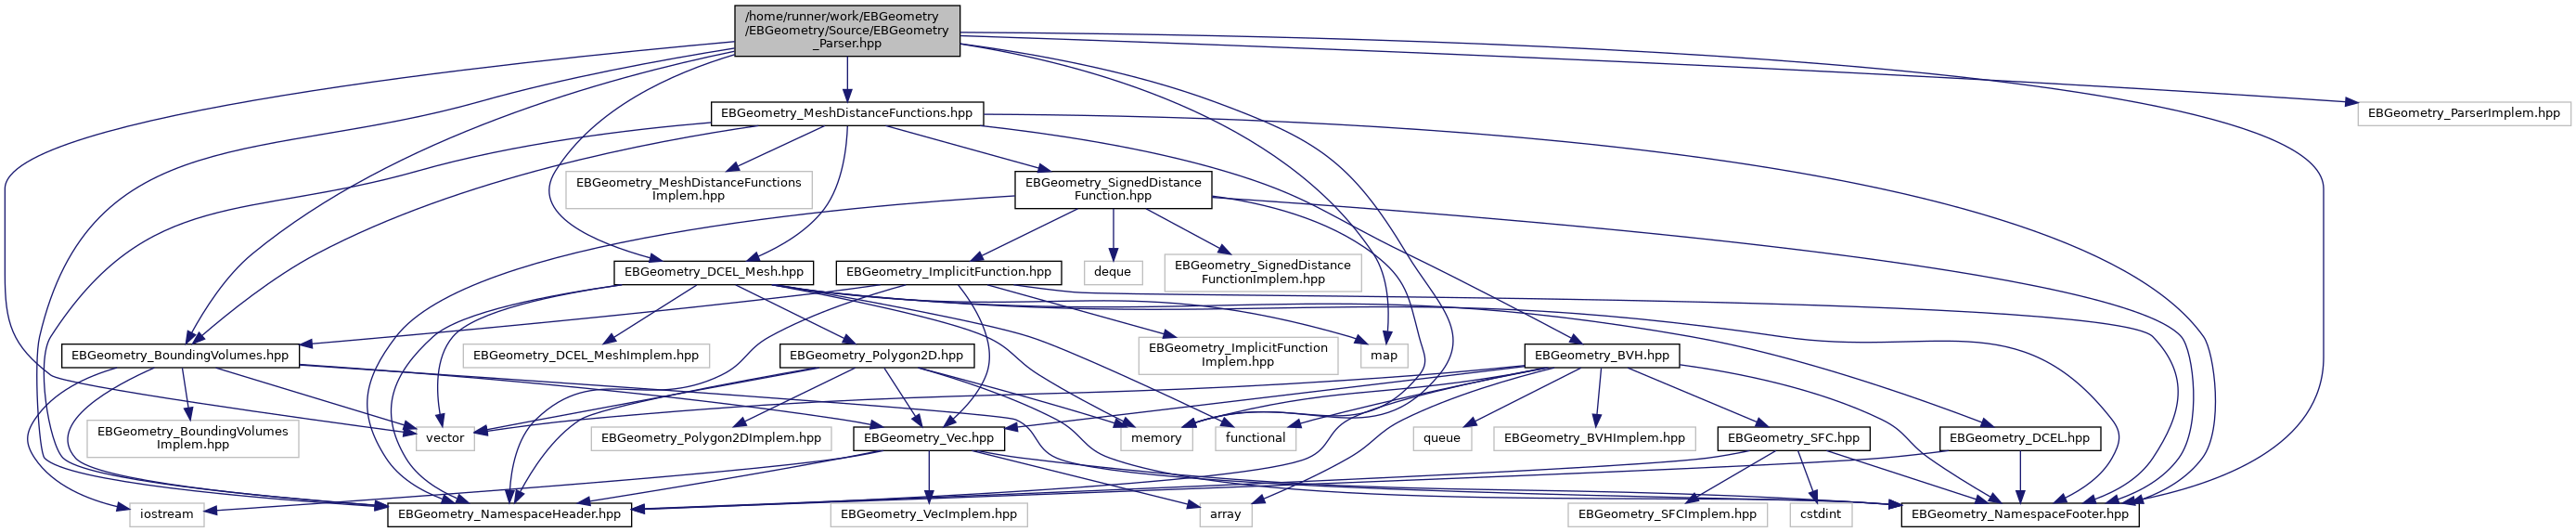 /home/runner/work/EBGeometry
/EBGeometry/Source/EBGeometry
_Parser.hpp
EBGeometry_MeshDistanceFunctions.hpp
EBGeometry_ParserImplem.hpp
EBGeometry_MeshDistanceFunctions
Implem.hpp
EBGeometry_SignedDistance
Function.hpp
EBGeometry_DCEL_Mesh.hpp
EBGeometry_ImplicitFunction.hpp
deque
EBGeometry_SignedDistance
FunctionImplem.hpp
EBGeometry_BoundingVolumes.hpp
EBGeometry_DCEL_MeshImplem.hpp
EBGeometry_Polygon2D.hpp
EBGeometry_ImplicitFunction
Implem.hpp
map
EBGeometry_BVH.hpp
EBGeometry_BoundingVolumes
Implem.hpp
vector
EBGeometry_Polygon2DImplem.hpp
EBGeometry_Vec.hpp
memory
functional
queue
EBGeometry_BVHImplem.hpp
EBGeometry_SFC.hpp
EBGeometry_DCEL.hpp
iostream
EBGeometry_NamespaceHeader.hpp
EBGeometry_VecImplem.hpp
array
EBGeometry_SFCImplem.hpp
cstdint
EBGeometry_NamespaceFooter.hpp